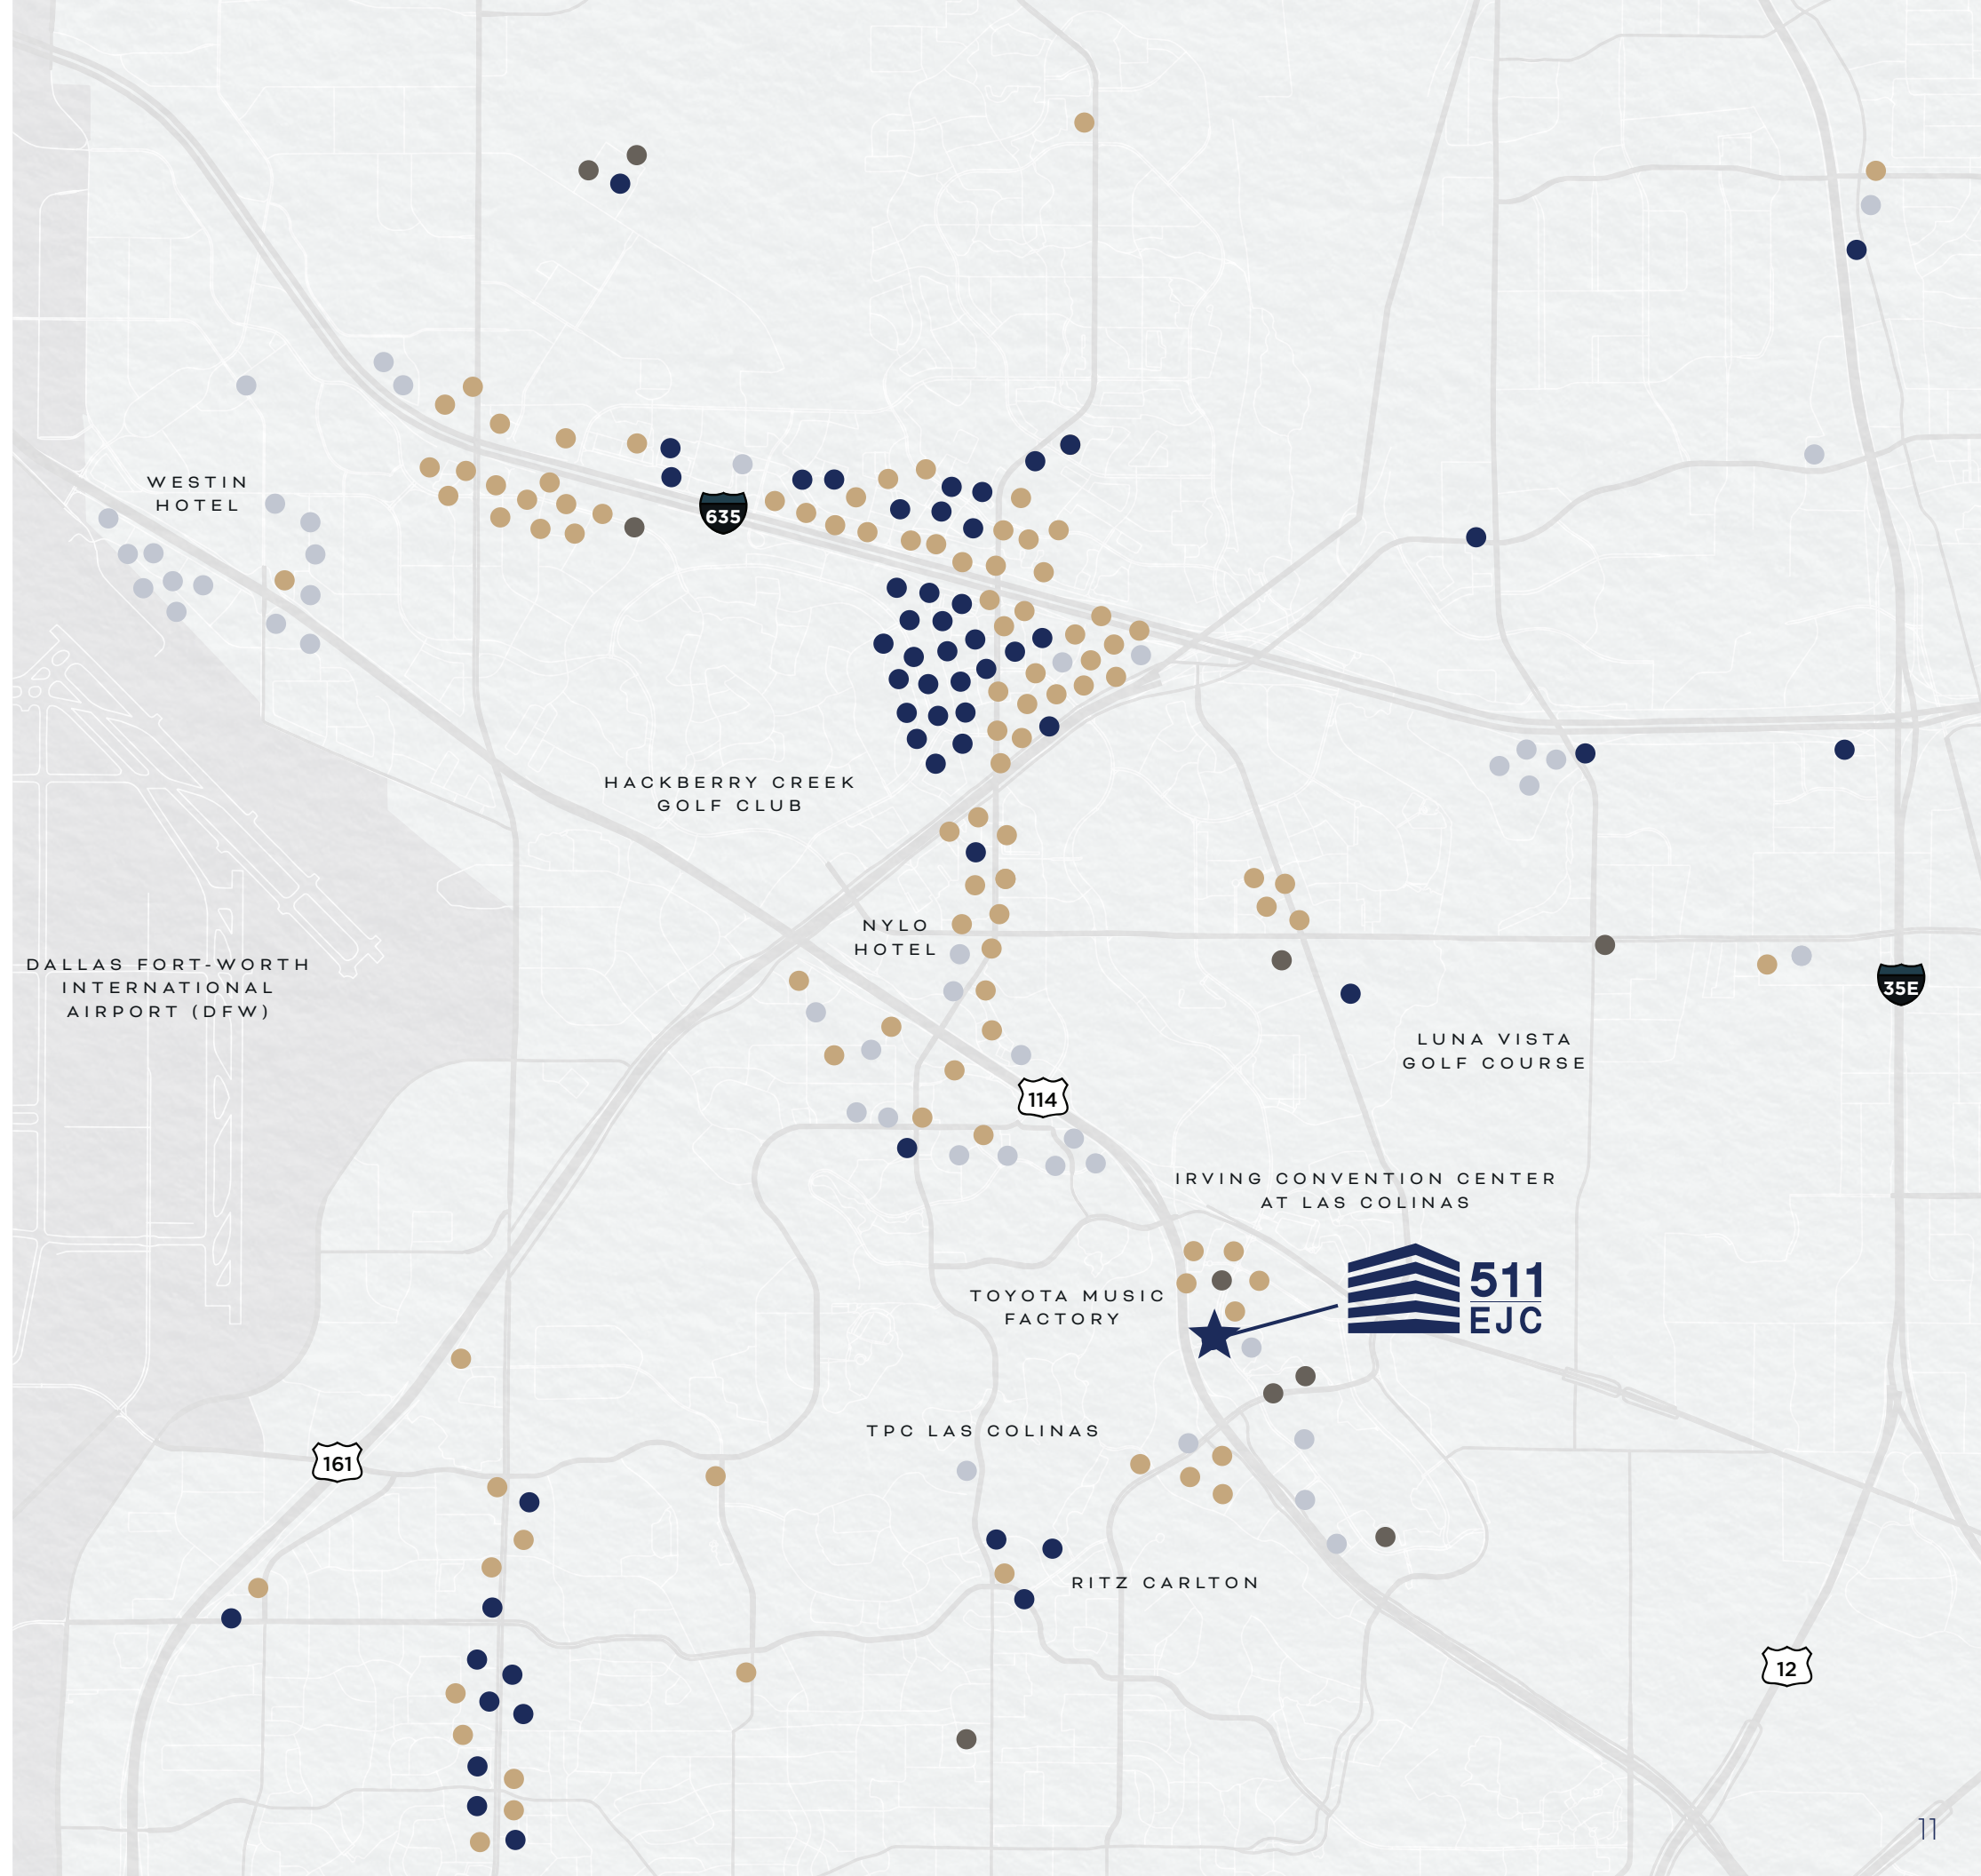 WESTIN
HOTEL
635
HACKBERRY CREEK
GOLF CLUB
NYLO
HOTEL
DALLAS FORT-WORTH
INTERNATIONAL
AIRPORT (DFW)
35E
LUNA VISTA
GOLF COURSE
114
IRVING CONVENTION CENTER
AT LAS COLINAS
511
EJC
TOYOTA MUSIC
FACTORY
TPC LAS COLINAS
161
RITZ CARLTON
12
11